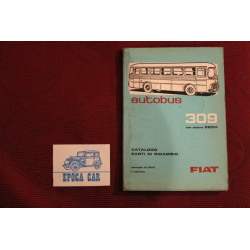 autobus
309
CATALOGO
PARTI DI RICAMBIO
FIAT
EPOCA CAR